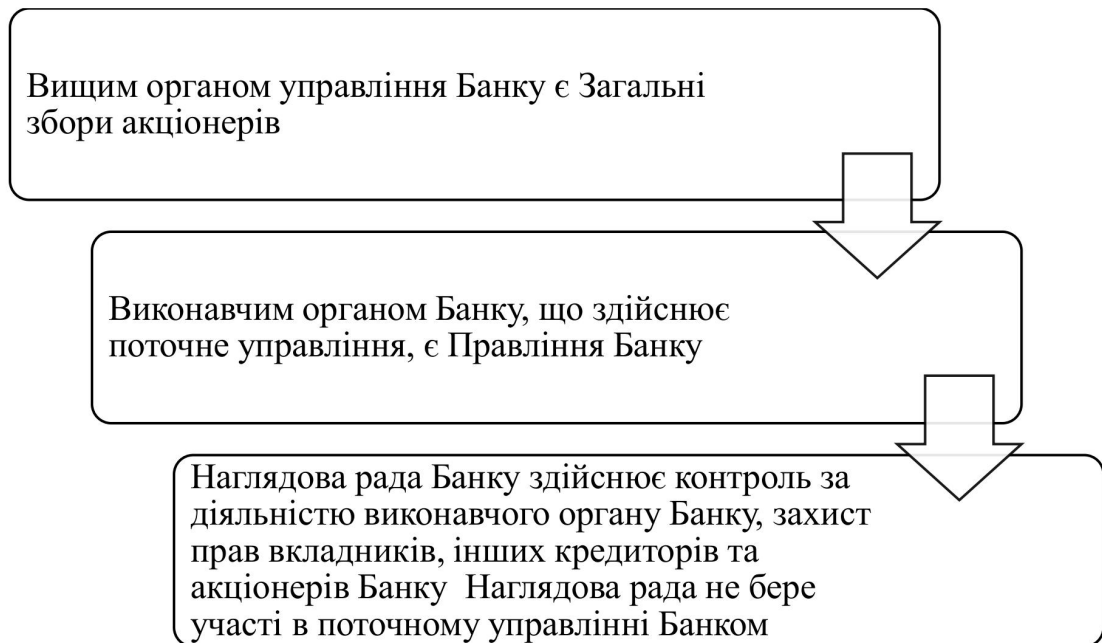 Вищим органом управління Банку є Загальні
збори акціонерів
Виконавчим органом Банку, що здійснює
поточне управління, є Правління Банку
Наглядова рада Банку здійснює контроль за
діяльністю виконавчого органу Банку, захист
прав вкладників, інших кредиторів та
акціонерів Банку  Наглядова рада не бере
участі в поточному управлінні Банком